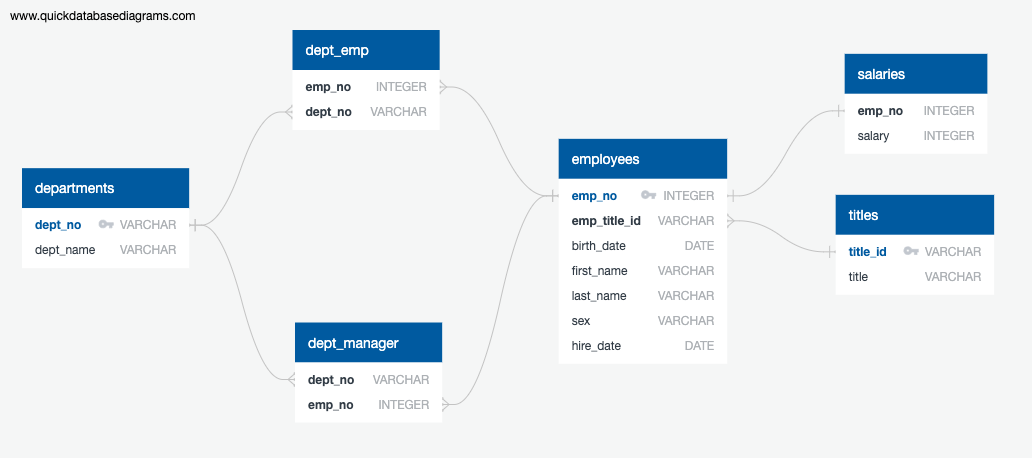 www.quickdatabasediagrams.com
dept_emp
emp_no INTEGER
dept_no VARCHAR
salaries
emp_no INTEGER
salary INTEGER
employees
emp_no INTEGER
emp_title_id VARCHAR
birth_date DATE
first_name VARCHAR
last_name VARCHAR
sex VARCHAR
hire_date DATE
departments
dept_no VARCHAR
dept_name VARCHAR
titles
title_id VARCHAR
title VARCHAR
dept_manager
dept_no VARCHAR
emp_no INTEGER